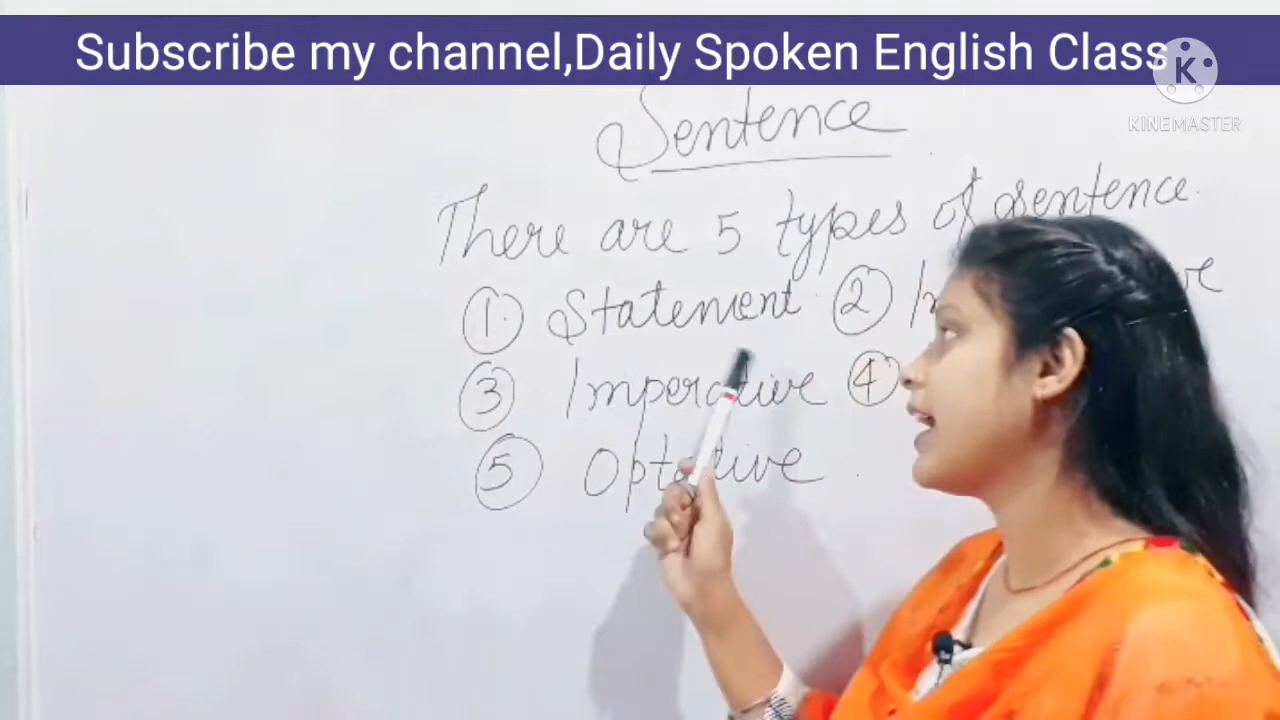 Subscribe my channel,Daily Spoken English Class
K
KINEMASTER
Sentence
There are 5 types of sentence.
① Statement ②
③ Imperative ④
⑤ Optative